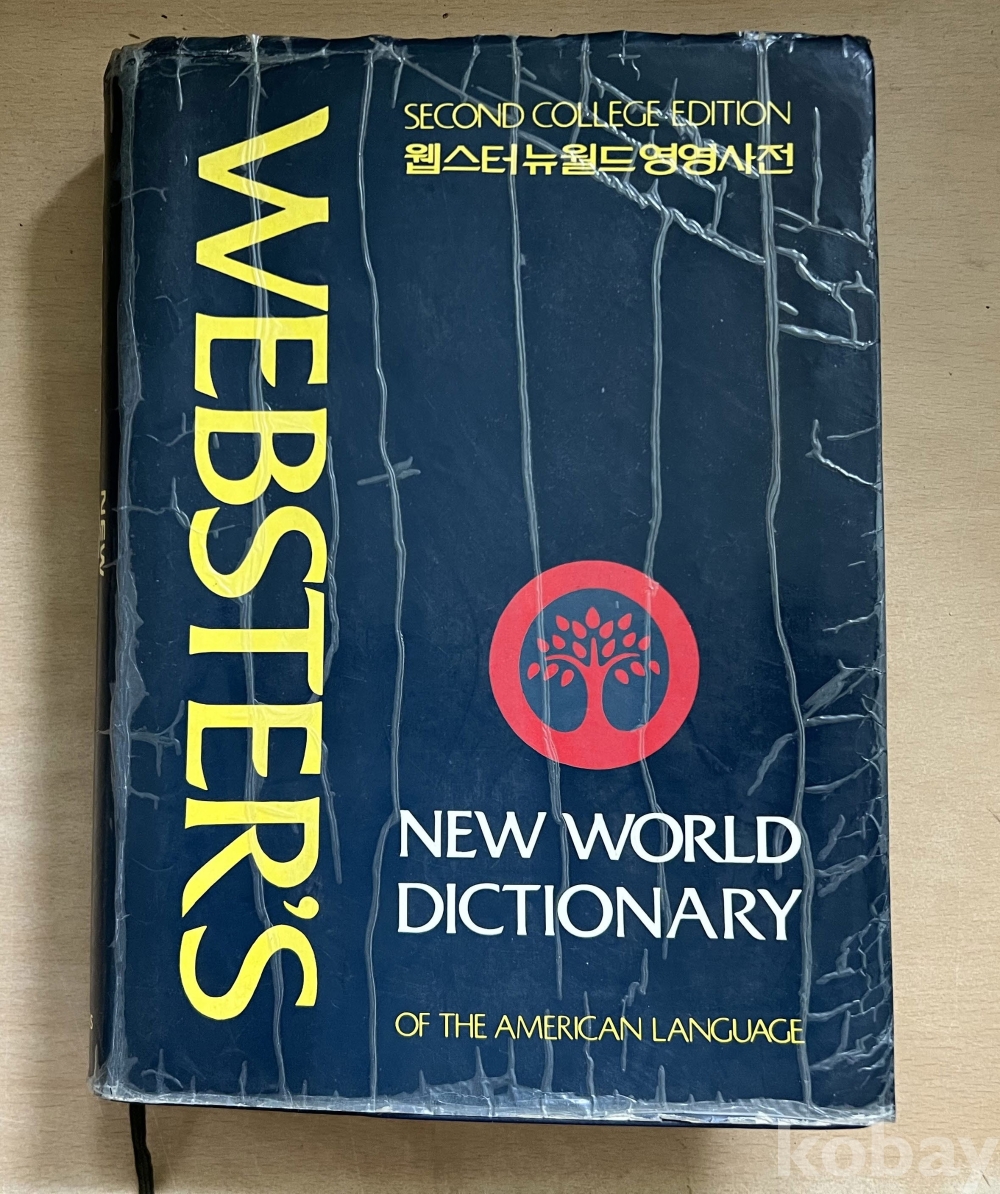 WEBSTER'S
SECOND COLLEGE EDITION
웹스터뉴월드영영사전
NEW WORLD
DICTIONARY
OF THE AMERICAN LANGUAGE
NEW
kobay